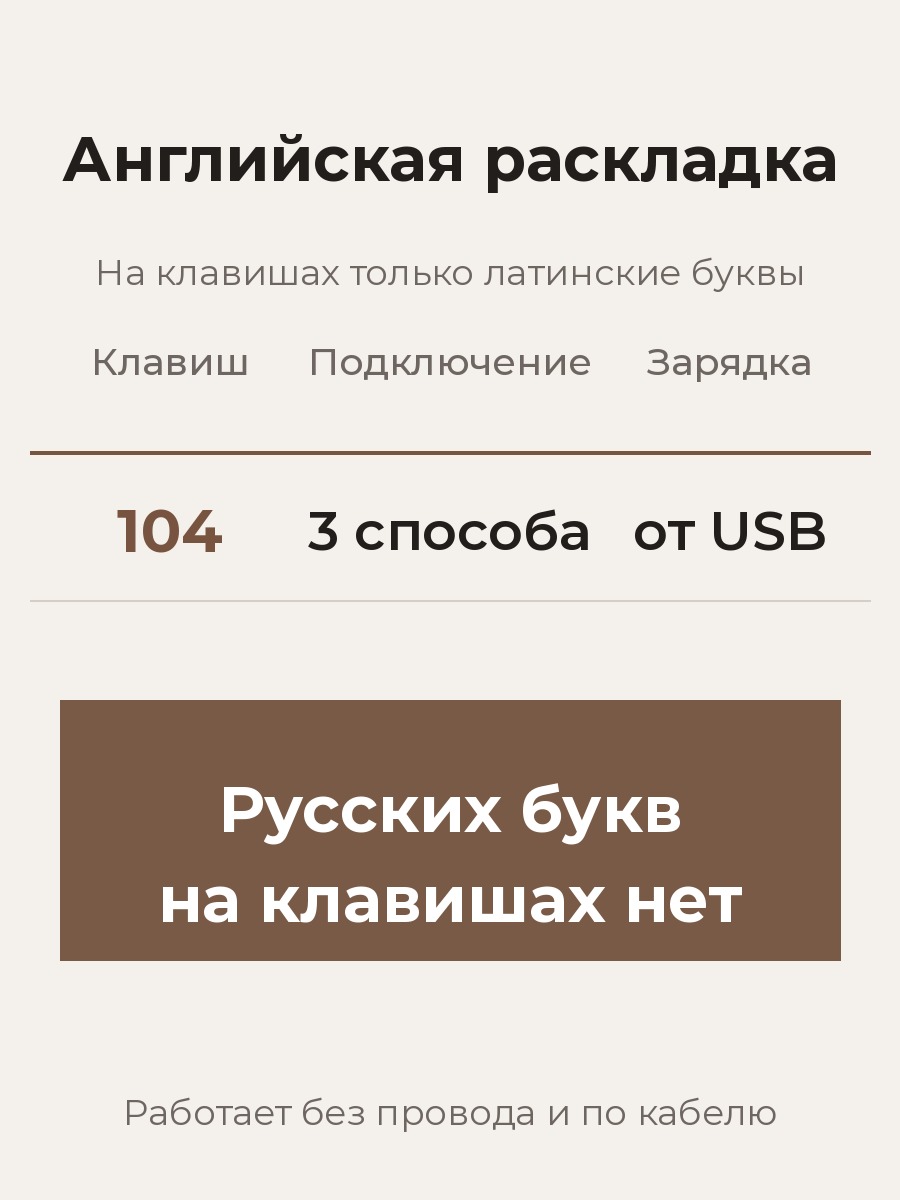 Английская раскладка
На клавишах только латинские буквы
Клавиш Подключение Зарядка
104 3 способа от USB
Русских букв
на клавишах нет
Работает без провода и по кабелю